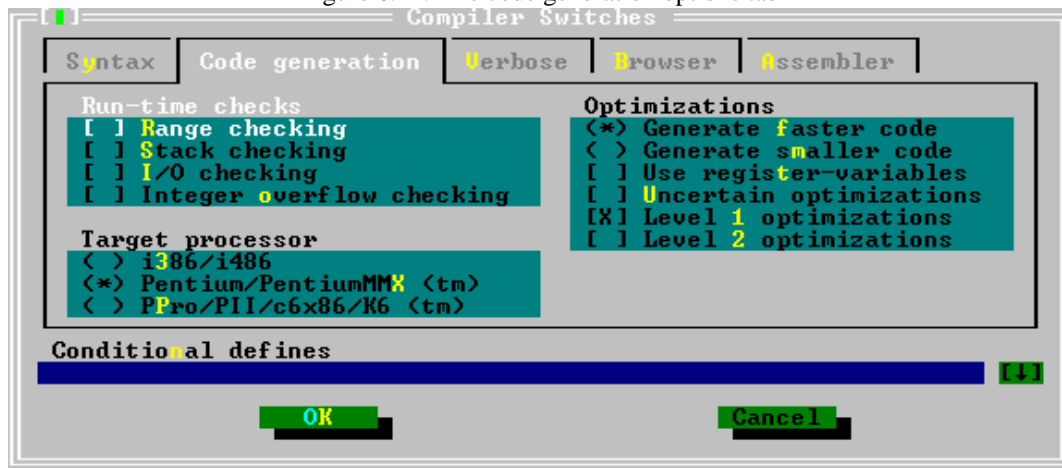 Compiler Switches
Syntax Code generation Verbose Browser Assembler
Run-time checks
[ ] Range checking
[ ] Stack checking
[ ] I/O checking
[ ] Integer overflow checking
Target processor
( ) i386/i486
(*) Pentium/PentiumMMX (tm)
( ) PPro/PII/c6x86/K6 (tm)
Optimizations
(*) Generate faster code
( ) Generate smaller code
[ ] Use register-variables
[ ] Uncertain optimizations
[X] Level 1 optimizations
[ ] Level 2 optimizations
Conditional defines
[↓]
OK Cancel